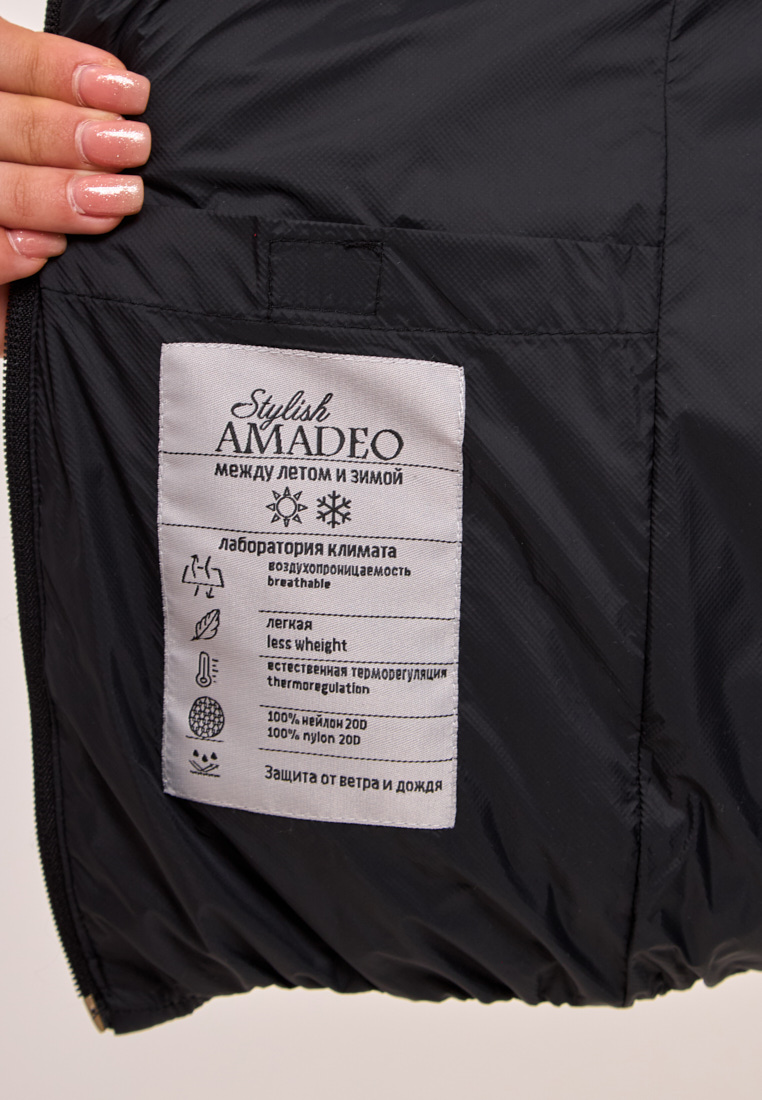 Stylish
AMADEO
между летом и зимой
лаборатория климата
воздухопроницаемость
breathable
легкая
less wheight
естественная терморегуляция
thermoregulation
100% нейлон 20D
100% nylon 20D
Защита от ветра и дождя